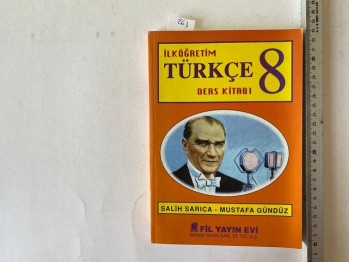 İLKÖĞRETİM
TÜRKÇE 8
DERS KİTABI
SALİH SARICA - MUSTAFA GÜNDÜZ
FİL YAYIN EVİ